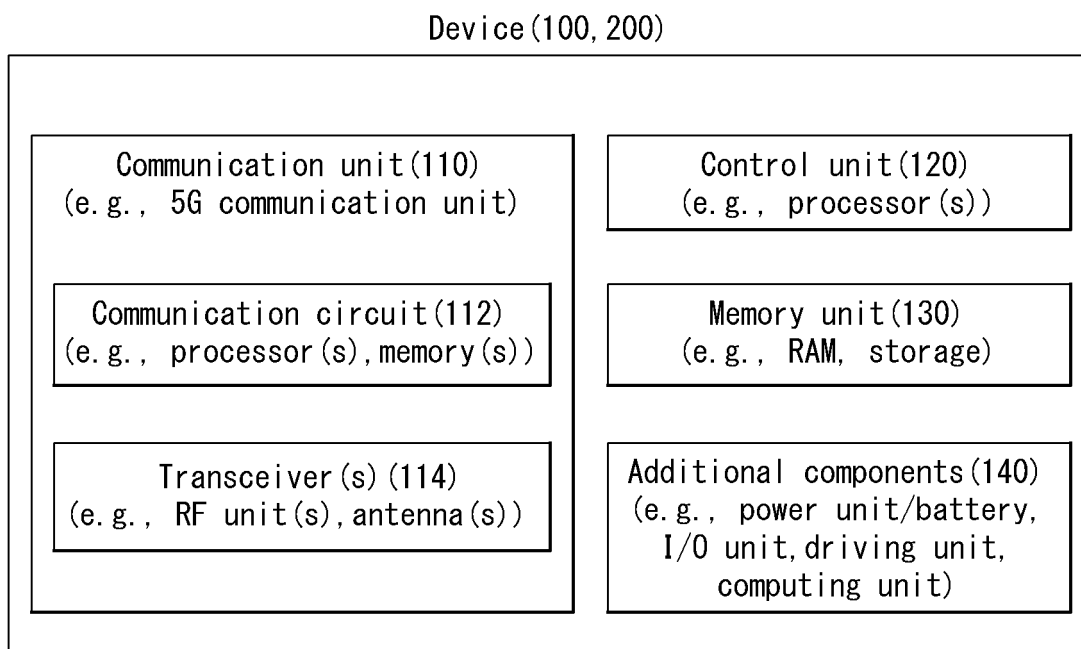 Device(100,200)
Communication unit(110)
(e.g., 5G communication unit)
Communication circuit(112)
(e.g., processor(s),memory(s))
Transceiver(s)(114)
(e.g., RF unit(s),antenna(s))
Control unit(120)
(e.g., processor(s))
Memory unit(130)
(e.g., RAM, storage)
Additional components(140)
(e.g., power unit/battery,
I/O unit,driving unit,
computing unit)